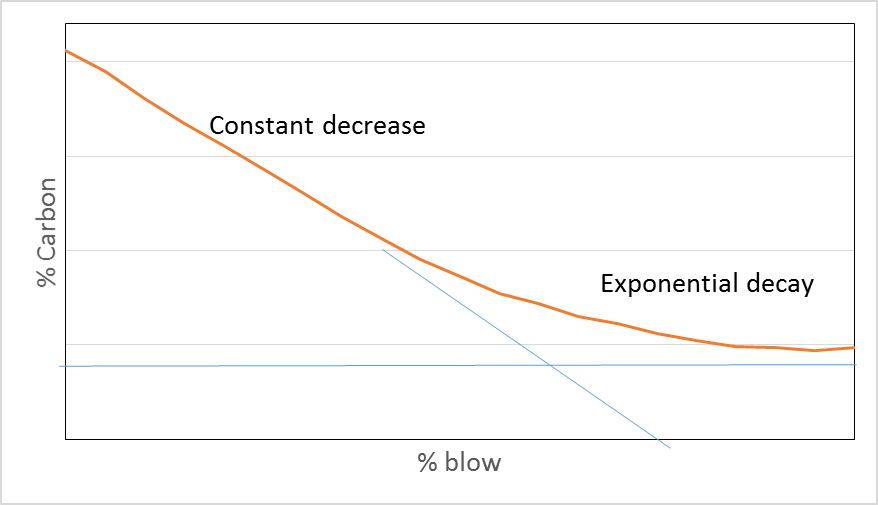 Constant decrease
% Carbon
Exponential decay
% blow